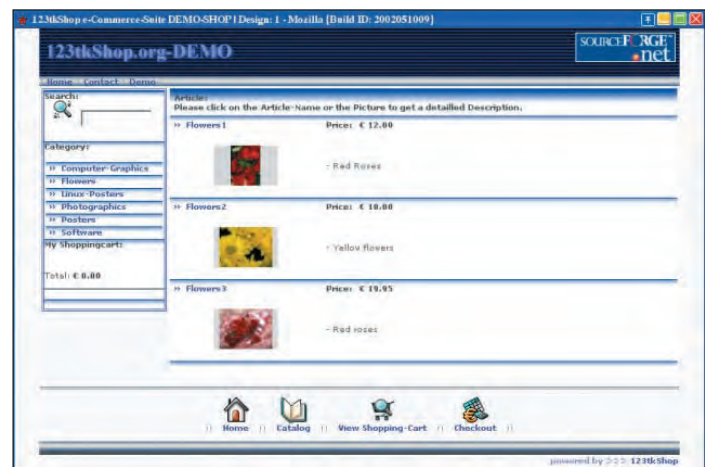 123tkShop e-Commerce-Suite DEMO-SHOP | Design: 1 - Mozilla {Build ID: 2002051009}
123tkShop.org-DEMO
SOURCEFORGE™
net
Home Contact Demo
Search:
Category:
» Computer-Graphics
» Flowers
» Linux-Posters
» Photographics
» Posters
» Software
My Shoppingcart:
Total: € 0.00
Article:
Please click on the Article-Name or the Picture to get a detailled Description.
» Flowers1 Price: € 12.00
- Red Roses
» Flowers2 Price: € 10.00
- Yellow flowers
» Flowers3 Price: € 19.95
- Red roses
|| Home || Catalog || View Shopping-Cart || Checkout ||
powered by >>> 123tkShop